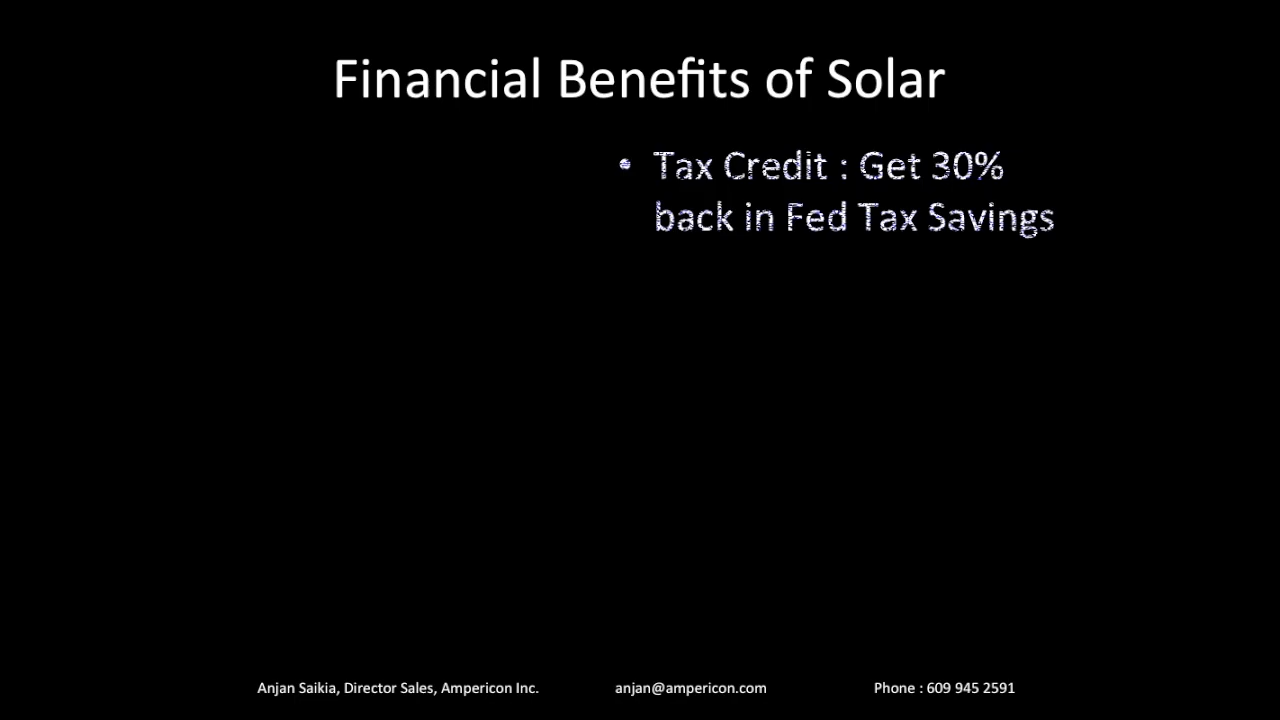 Financial Benefits of Solar
• Tax Credit : Get 30%
back in Fed Tax Savings
Anjan Saikia, Director Sales, Ampericon Inc. anjan@ampericon.com Phone : 609 945 2591